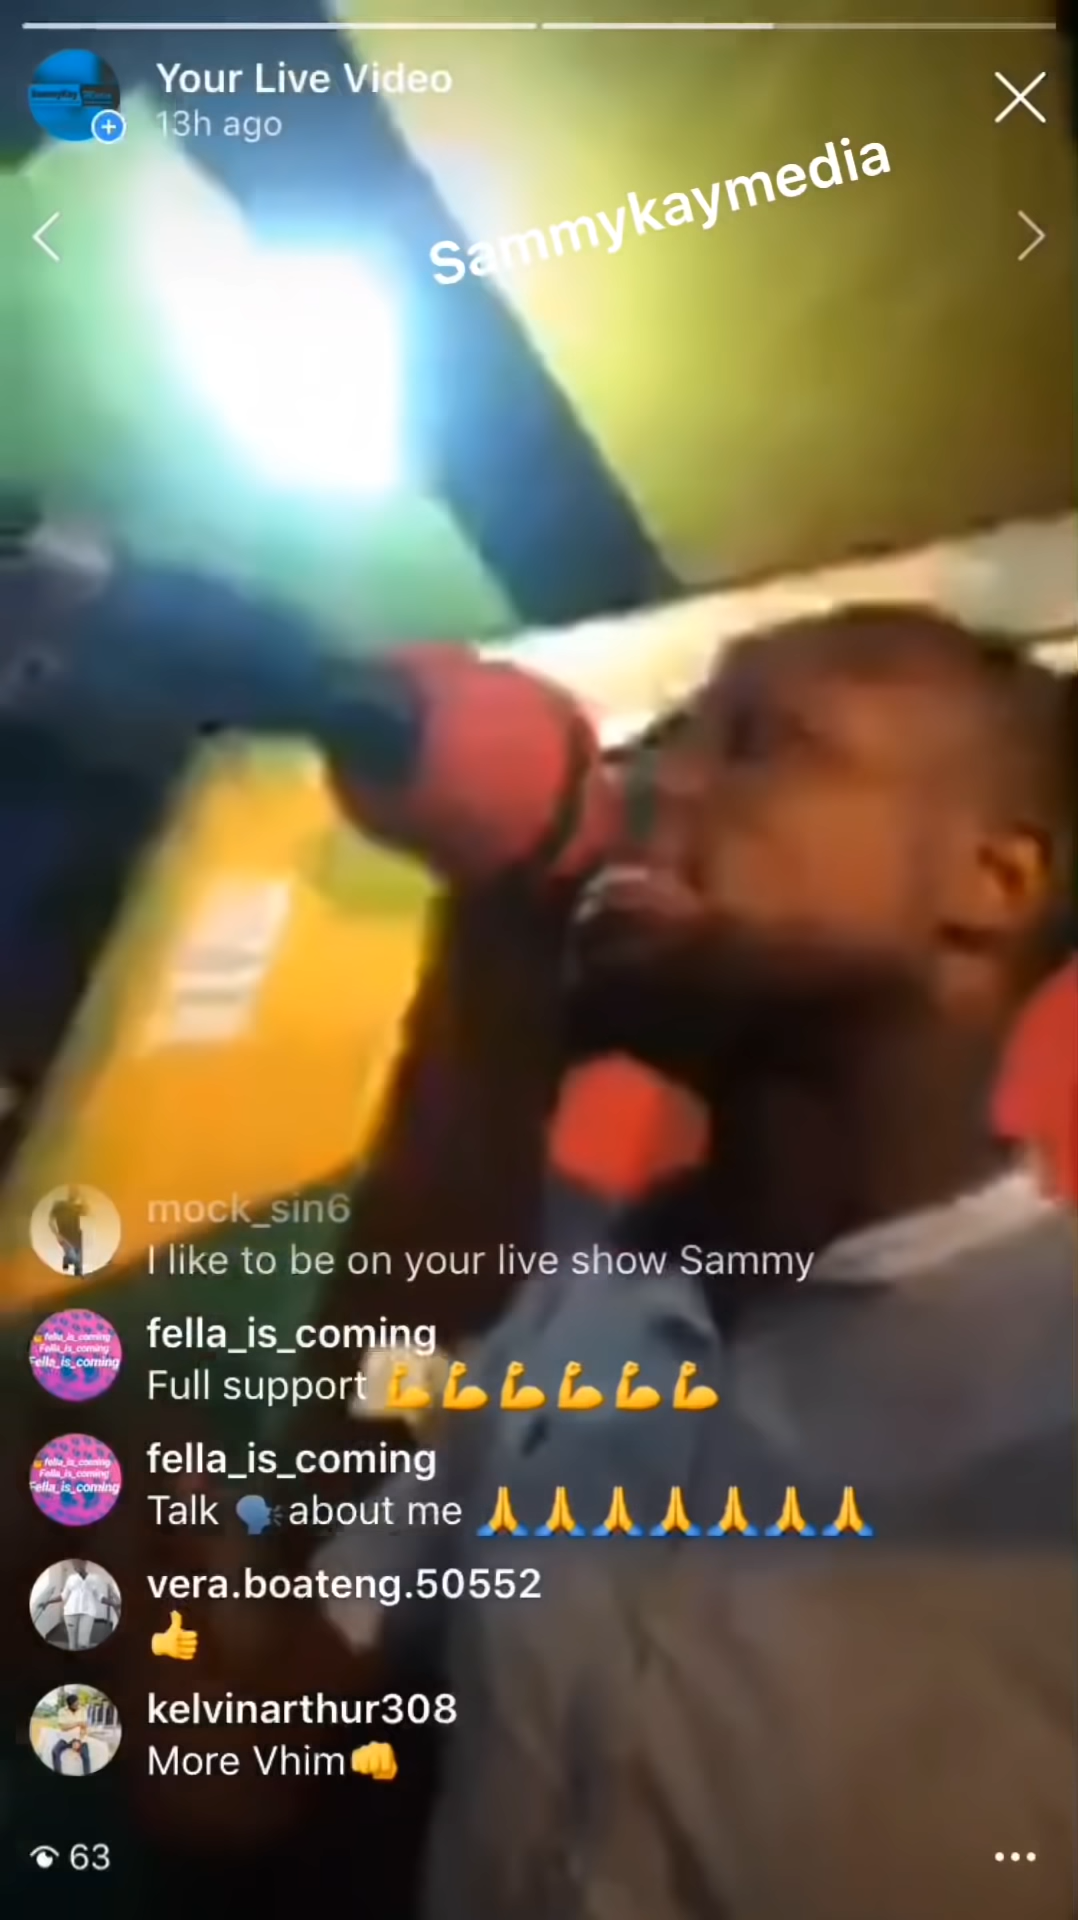 Your Live Video
13h ago
Sammykaymedia
mock_sin6
I like to be on your live show Sammy
fella_is_coming
Full support 💪💪💪💪💪💪
fella_is_coming
Talk 🗣️about me 🙏🙏🙏🙏🙏🙏🙏
vera.boateng.50552
👍
kelvinarthur308
More Vhim👊
63